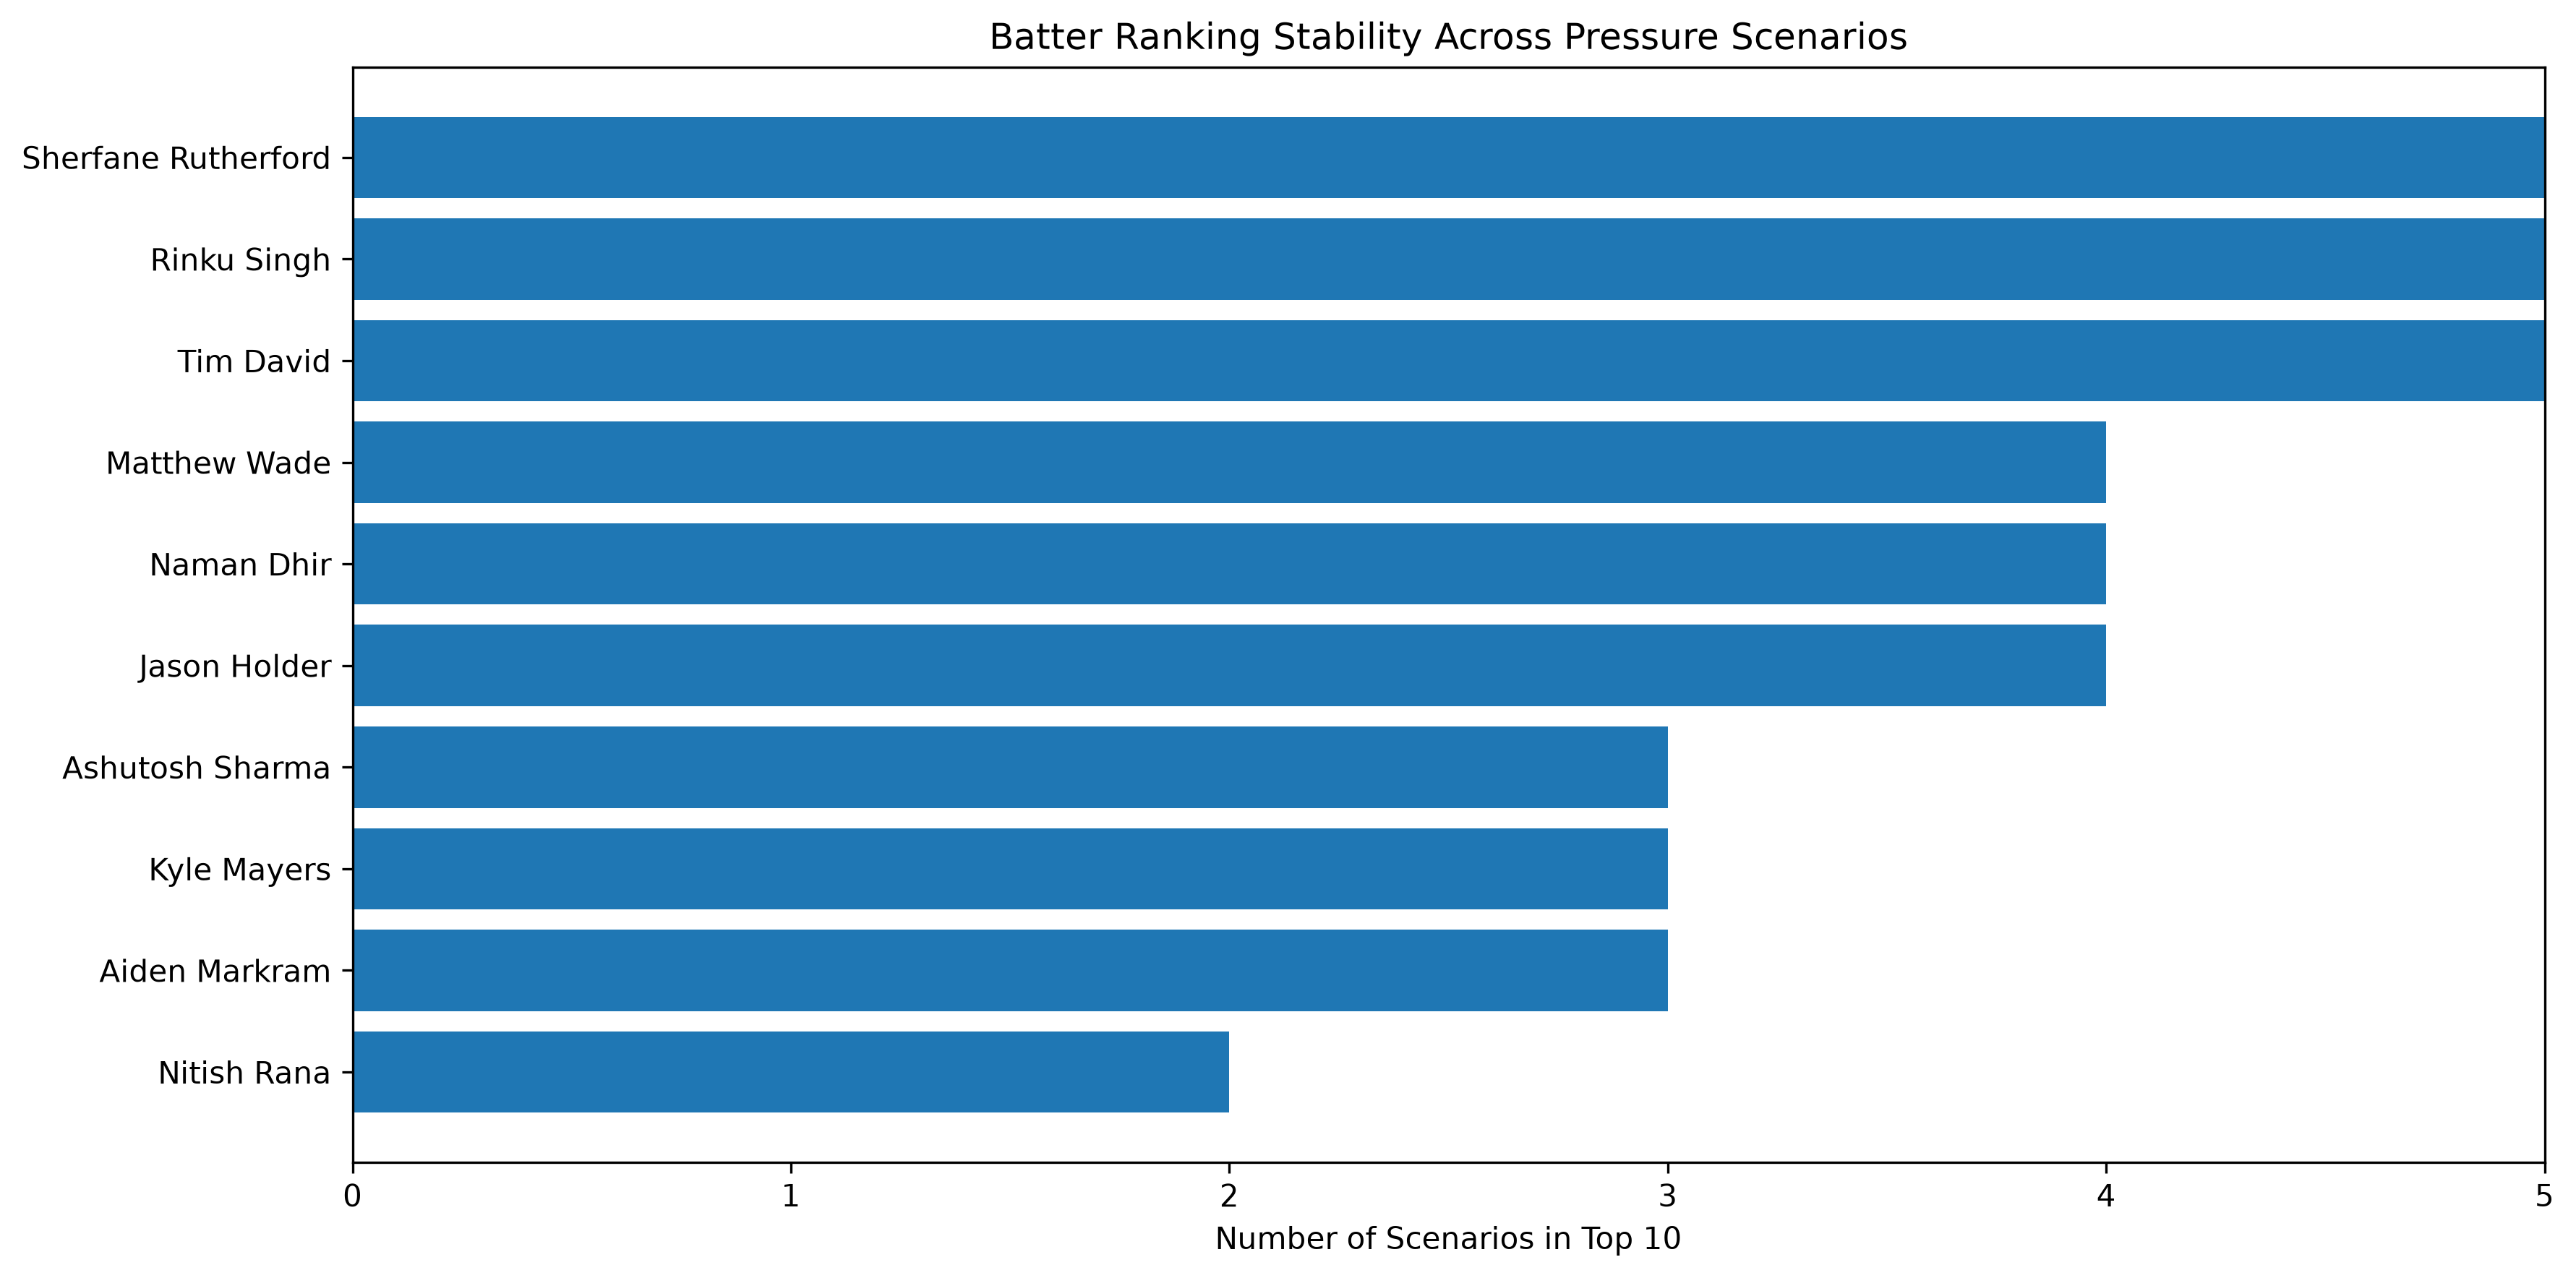 Batter Ranking Stability Across Pressure Scenarios
Sherfane Rutherford
Rinku Singh
Tim David
Matthew Wade
Naman Dhir
Jason Holder
Ashutosh Sharma
Kyle Mayers
Aiden Markram
Nitish Rana
0 1 2 3 4 5
Number of Scenarios in Top 10